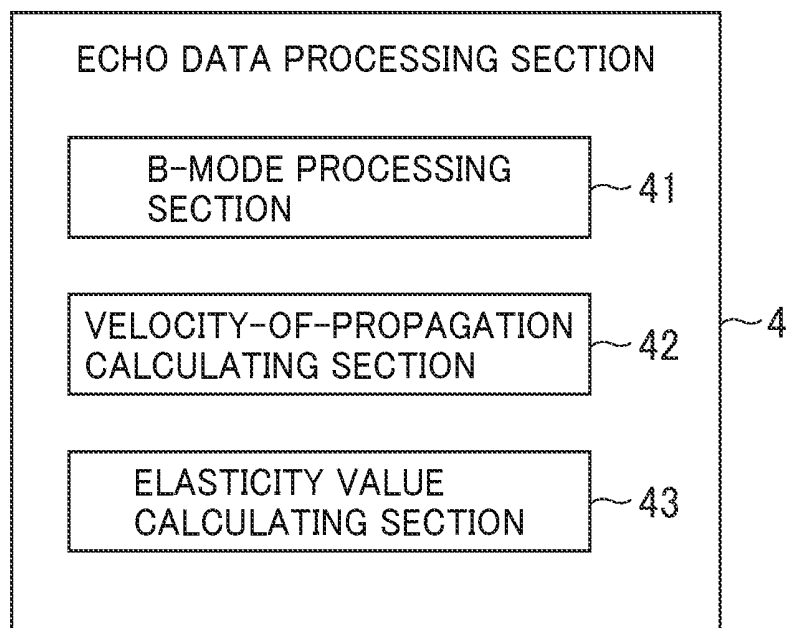 ECHO DATA PROCESSING SECTION
B-MODE PROCESSING
SECTION
41
VELOCITY-OF-PROPAGATION
CALCULATING SECTION
42
4
ELASTICITY VALUE
CALCULATING SECTION
43